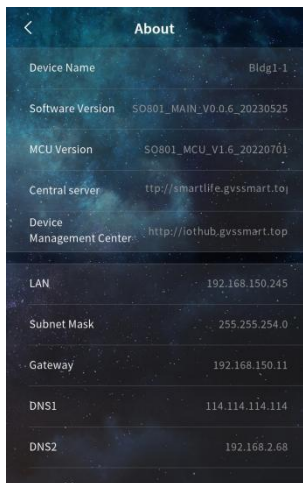 About
Device Name Bldg1-1
Software Version SO801_MAIN_V0.0.6_20230525
MCU Version SO801_MCU_V1.6_20220701
Central server ttp://smartlife.gvssmart.to
Device
Management Center http://iothub.gvssmart.top
LAN 192.168.150.245
Subnet Mask 255.255.254.0
Gateway 192.168.150.11
DNS1 114.114.114.114
DNS2 192.168.2.68